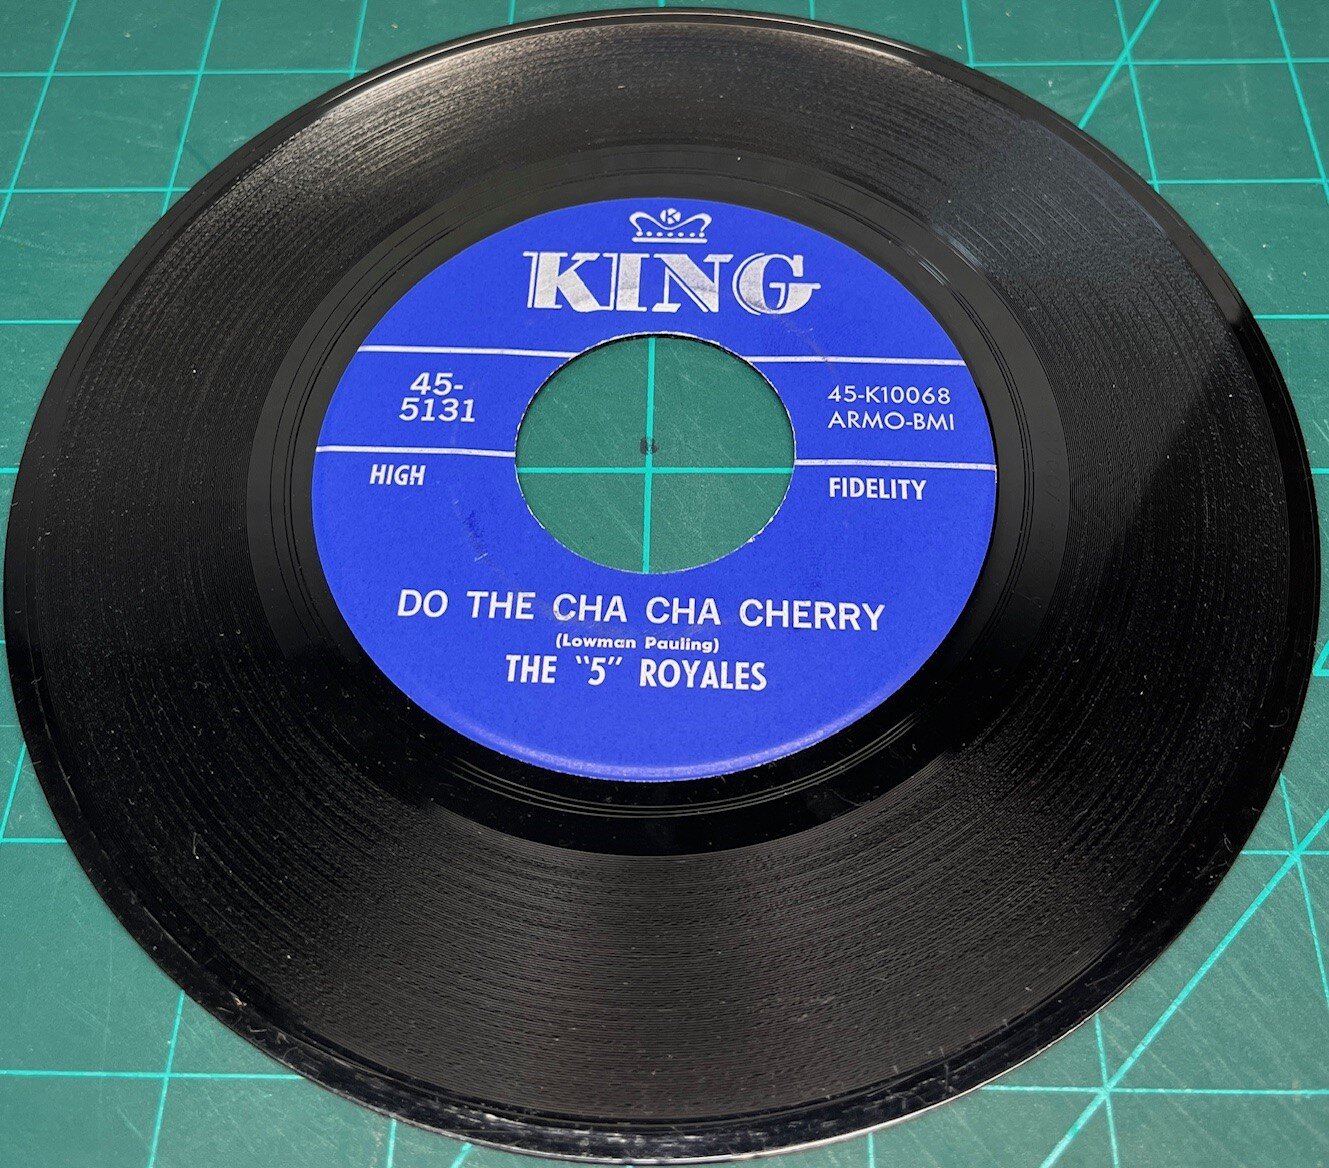 K
KING
45-
5131
45-K10068
ARMO-BMI
HIGH
FIDELITY
DO THE CHA CHA CHERRY
(Lowman Pauling)
THE "5" ROYALES